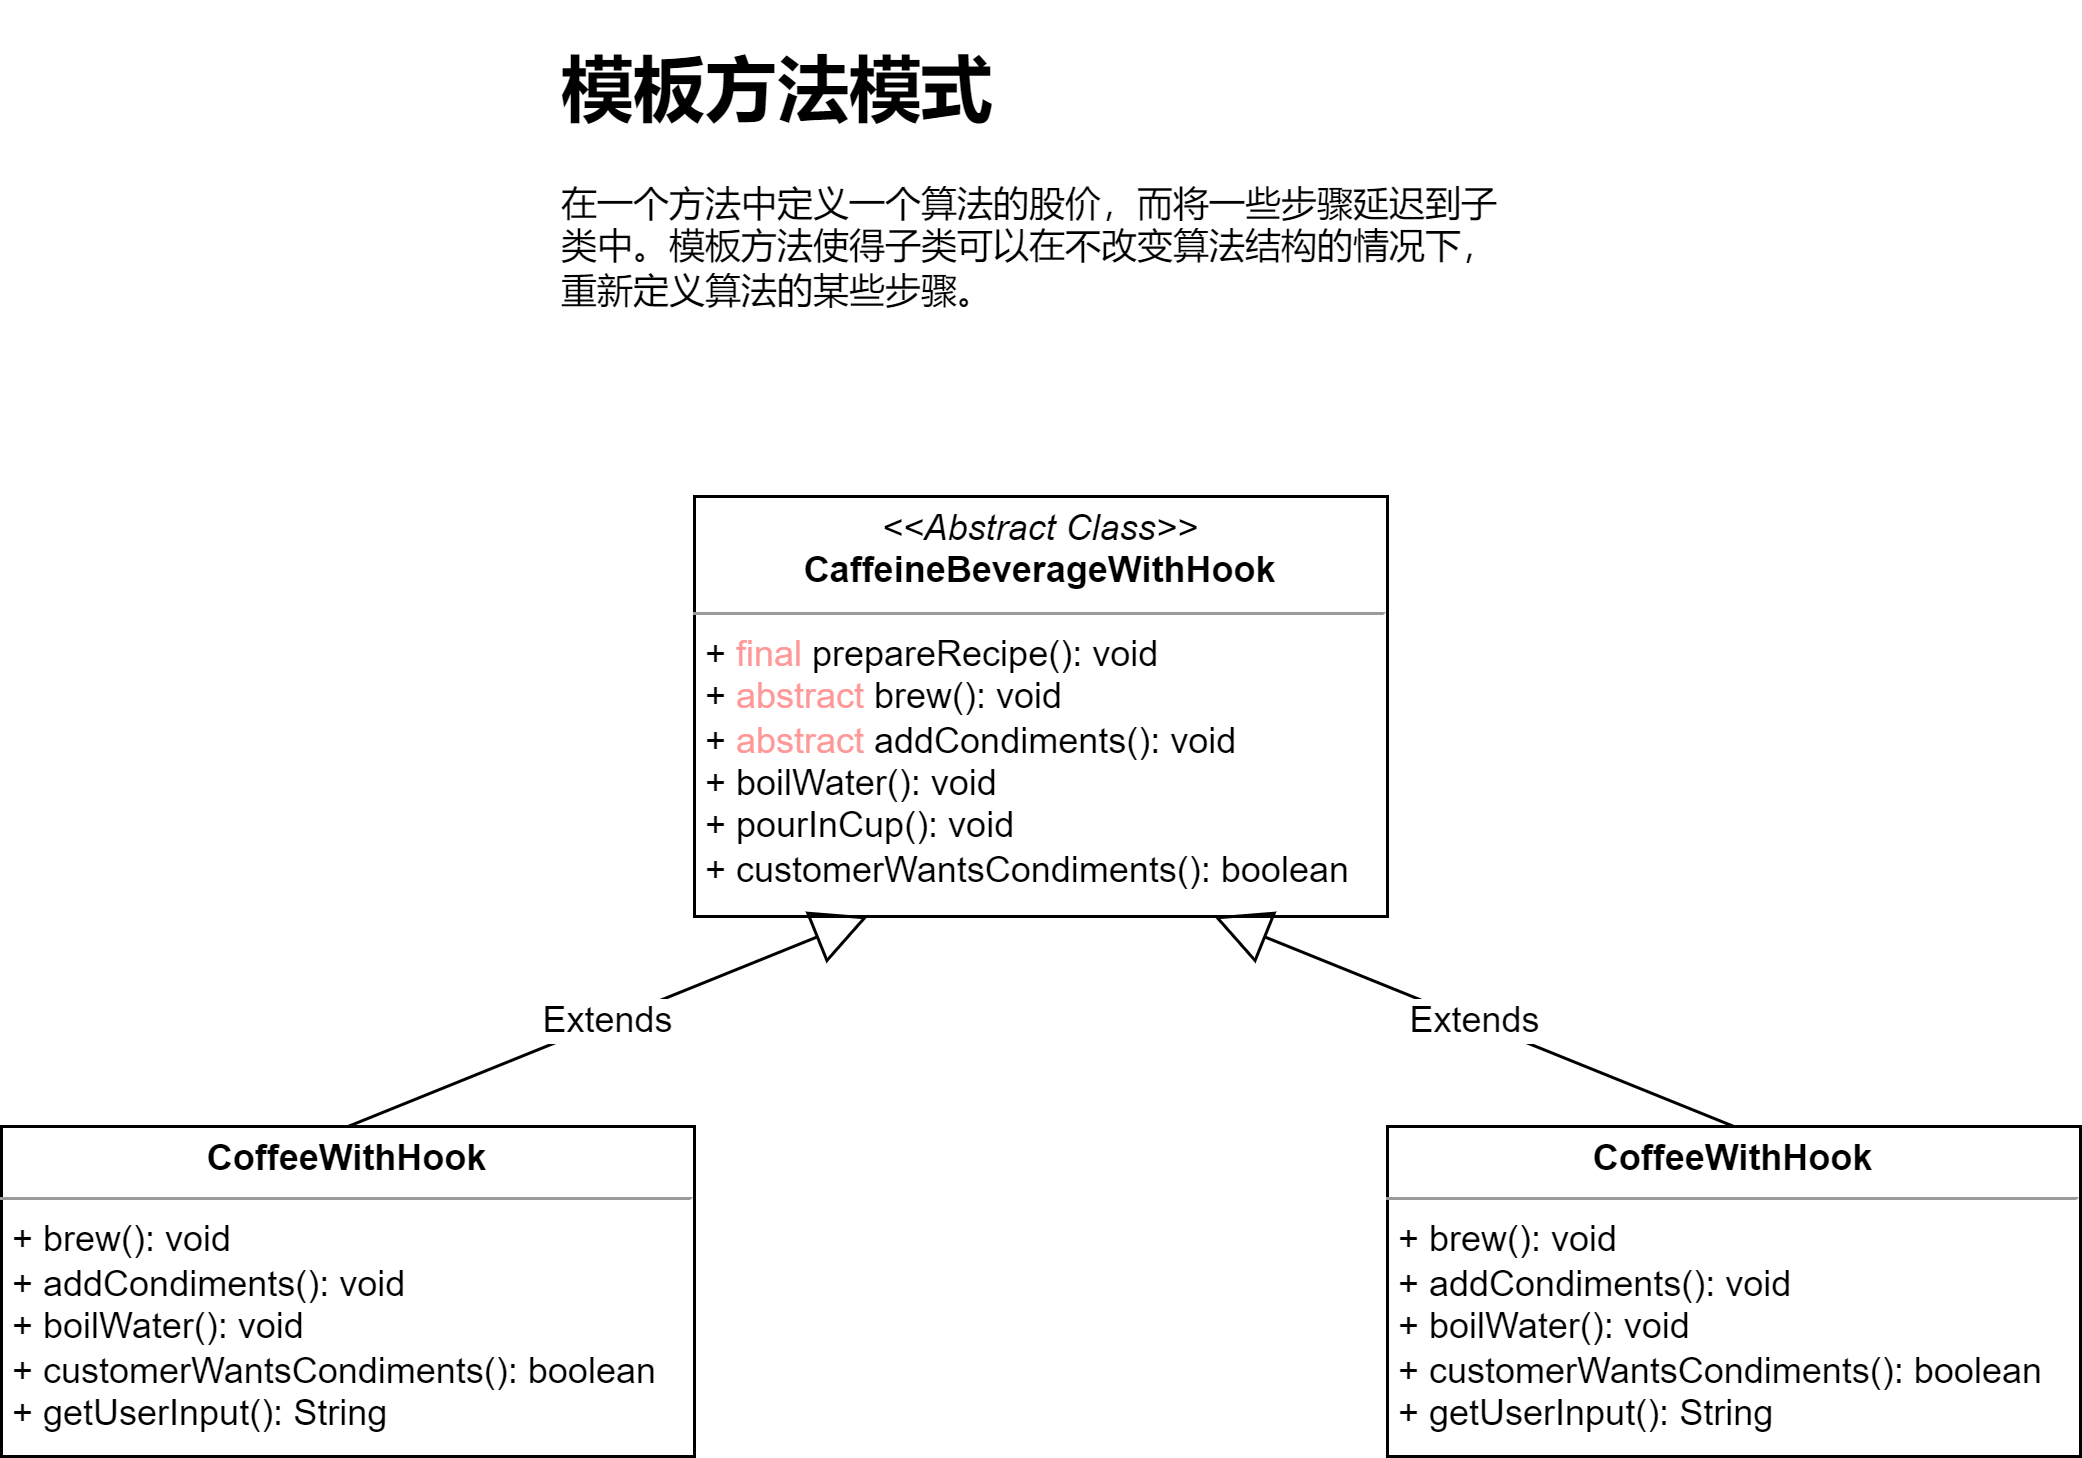 模板方法模式
在一个方法中定义一个算法的股价，而将一些步骤延迟到子
类中。模板方法使得子类可以在不改变算法结构的情况下，
重新定义算法的某些步骤。
<<Abstract Class>>
CaffeineBeverageWithHook
+ final prepareRecipe(): void
+ abstract brew(): void
+ abstract addCondiments(): void
+ boilWater(): void
+ pourInCup(): void
+ customerWantsCondiments(): boolean
Extends
Extends
CoffeeWithHook
+ brew(): void
+ addCondiments(): void
+ boilWater(): void
+ customerWantsCondiments(): boolean
+ getUserInput(): String
CoffeeWithHook
+ brew(): void
+ addCondiments(): void
+ boilWater(): void
+ customerWantsCondiments(): boolean
+ getUserInput(): String